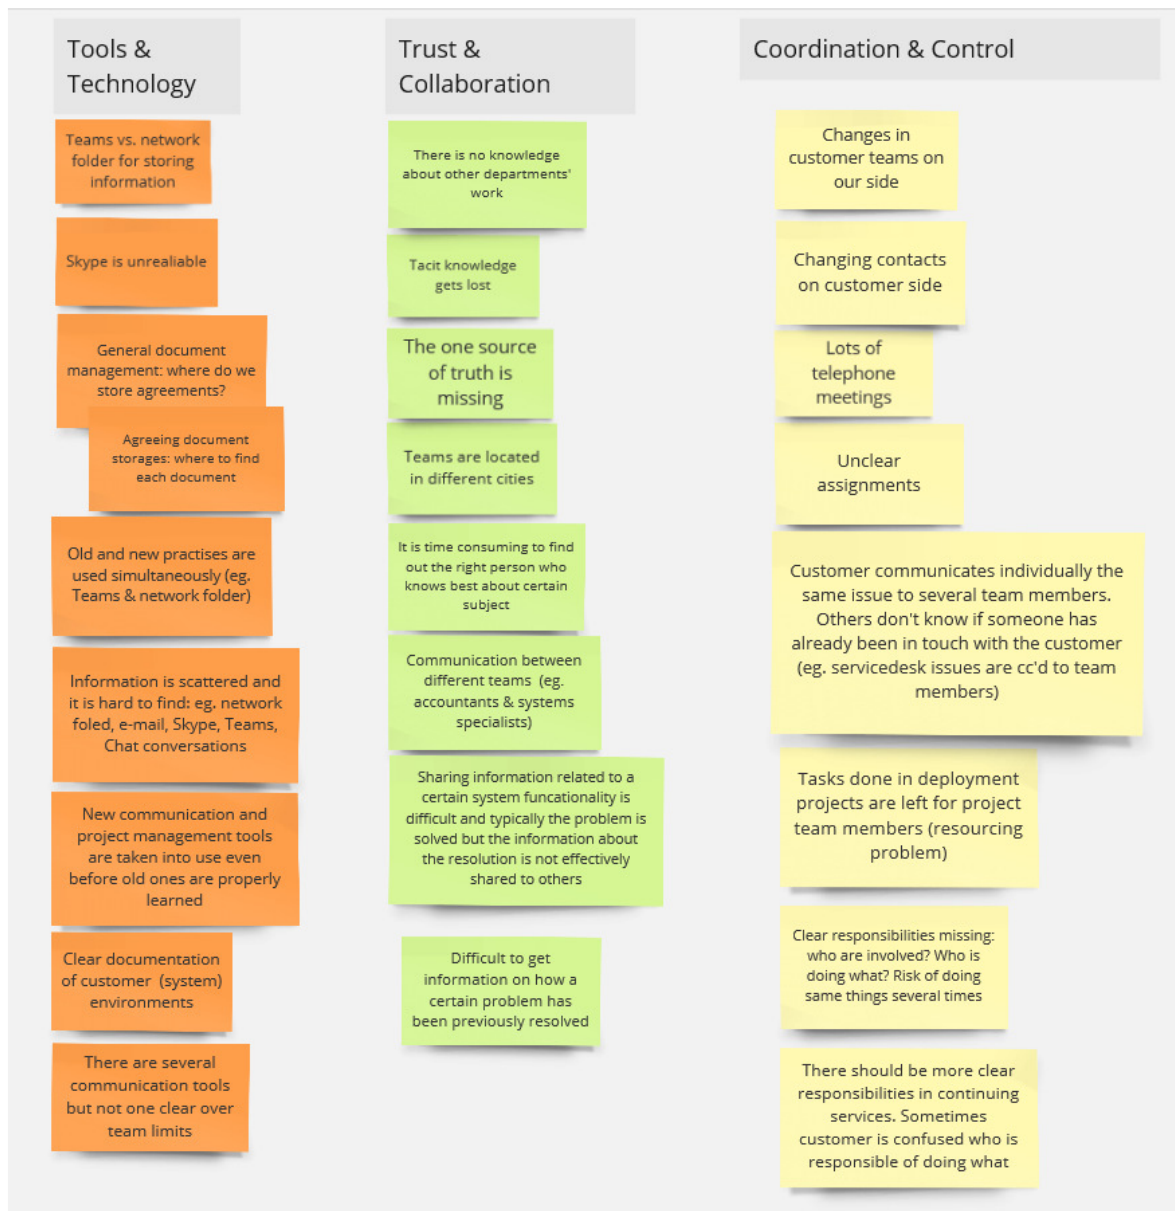 Tools &
Technology
Teams vs. network
folder for storing
information
Skype is unrealiable
General document
management: where do we
store agreements?
Agreeing document
storages: where to find
each document
Old and new practises are
used simultaneously (eg.
Teams & network folder)
Information is scattered and
it is hard to find: eg. network
foled, e-mail, Skype, Teams,
Chat conversations
New communication and
project management tools
are taken into use even
before old ones are properly
learned
Clear documentation
of customer (system)
environments
There are several
communication tools
but not one clear over
team limits
Trust &
Collaboration
There is no knowledge
about other departments'
work
Tacit knowledge
gets lost
The one source
of truth is
missing
Teams are located
in different cities
It is time consuming to find
out the right person who
knows best about certain
subject
Communication between
different teams (eg.
accountants & systems
specialists)
Sharing information related to a
certain system funcationality is
difficult and typically the problem is
solved but the information about
the resolution is not effectively
shared to others
Difficult to get
information on how a
certain problem has
been previously resolved
Coordination & Control
Changes in
customer teams on
our side
Changing contacts
on customer side
Lots of
telephone
meetings
Unclear
assignments
Customer communicates individually the
same issue to several team members.
Others don't know if someone has
already been in touch with the customer
(eg. servicedesk issues are cc'd to team
members)
Tasks done in deployment
projects are left for project
team members (resourcing
problem)
Clear responsibilities missing:
who are involved? Who is
doing what? Risk of doing
same things several times
There should be more clear
responsibilities in continuing
services. Sometimes
customer is confused who is
responsible of doing what